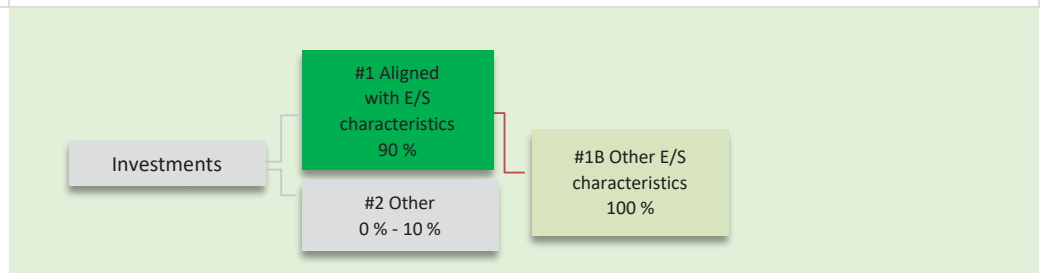 Investments
#1 Aligned
with E/S
characteristics
90 %
#2 Other
0 % - 10 %
#1B Other E/S
characteristics
100 %